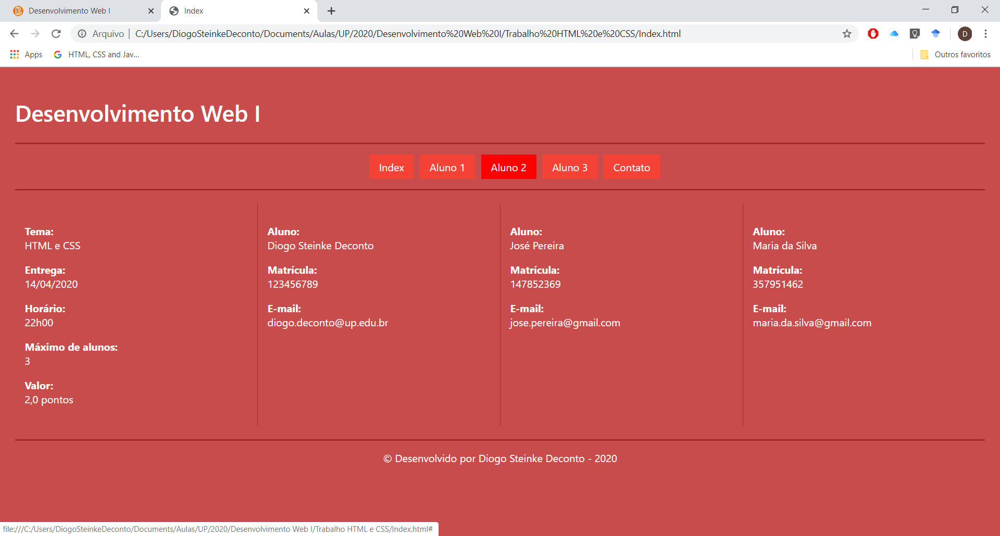 Desenvolvimento Web I
Index
Arquivo
C:/Users/DiogoSteinkeDeconto/Documents/Aulas/UP/2020/Desenvolvimento%20Web%20I/Trabalho%20HTML%20e%20CSS/Index.html
D
Apps
HTML, CSS and Jav...
Outros favoritos
Desenvolvimento Web I
Index
Aluno 1
Aluno 2
Aluno 3
Contato
Tema:
HTML e CSS
Entrega:
14/04/2020
Horário:
22h00
Máximo de alunos:
3
Valor:
2,0 pontos
Aluno:
Diogo Steinke Deconto
Matrícula:
123456789
E-mail:
diogo.deconto@up.edu.br
Aluno:
José Pereira
Matrícula:
147852369
E-mail:
jose.pereira@gmail.com
Aluno:
Maria da Silva
Matrícula:
357951462
E-mail:
maria.da.silva@gmail.com
© Desenvolvido por Diogo Steinke Deconto - 2020
file:///C:/Users/DiogoSteinkeDeconto/Documents/Aulas/UP/2020/Desenvolvimento Web I/Trabalho HTML e CSS/Index.html#